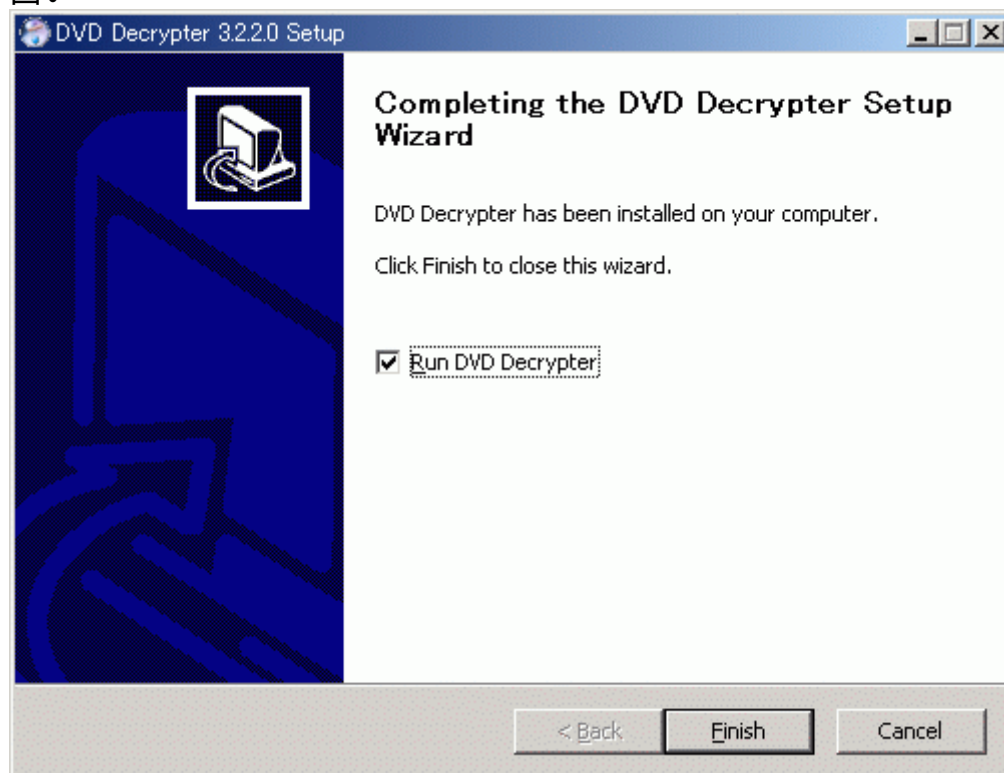 DVD Decrypter 3.2.2.0 Setup
Completing the DVD Decrypter Setup
Wizard
DVD Decrypter has been installed on your computer.
Click Finish to close this wizard.
Run DVD Decrypter
< Back
Finish
Cancel